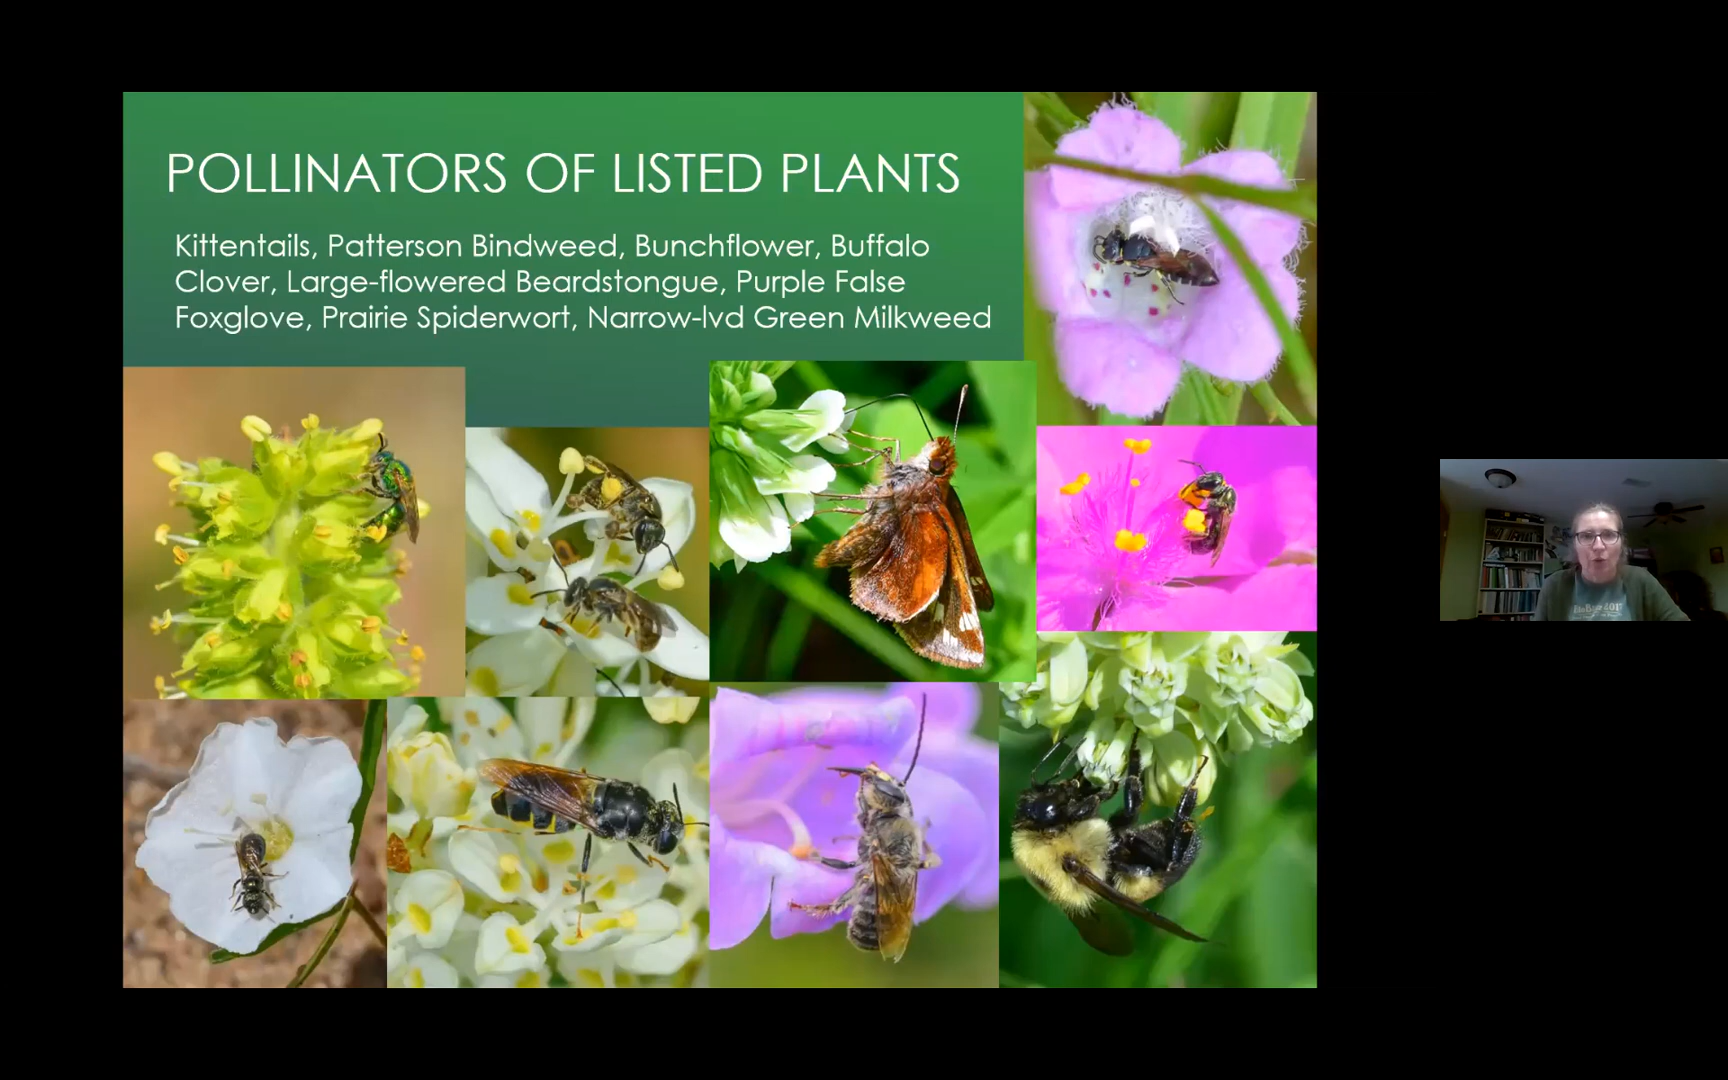 POLLINATORS OF LISTED PLANTS
Kittentails, Patterson Bindweed, Bunchflower, Buffalo
Clover, Large-flowered Beardstongue, Purple False
Foxglove, Prairie Spiderwort, Narrow-lvd Green Milkweed